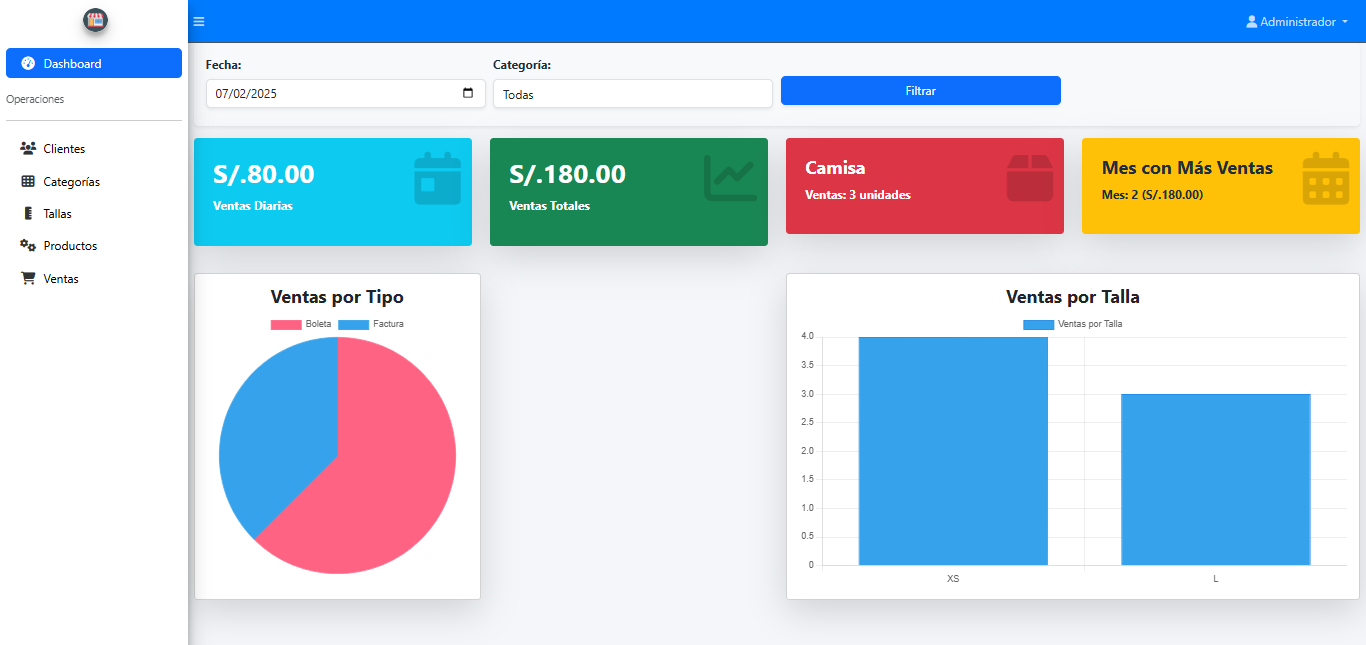 Administrador
Dashboard
Operaciones
Clientes
Categorías
Tallas
Productos
Ventas
Fecha:
07/02/2025
Categoría:
Todas
Filtrar
S/.80.00
Ventas Diarias
S/.180.00
Ventas Totales
Camisa
Ventas: 3 unidades
Mes con Más Ventas
Mes: 2 (S/.180.00)
Ventas por Tipo
Boleta Factura
Ventas por Talla
Ventas por Talla
4.0
3.5
3.0
2.5
2.0
1.5
1.0
0.5
0
XS L